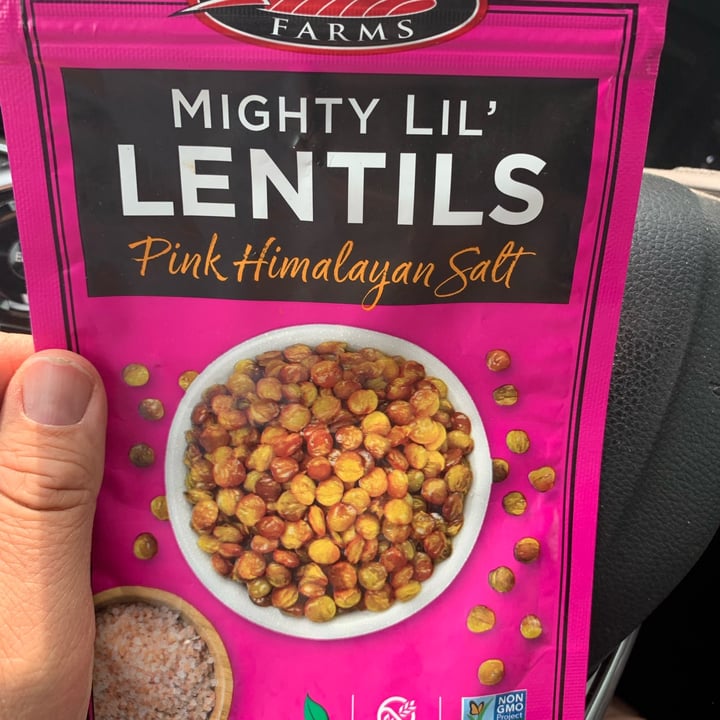 FARMS
MIGHTY LIL'
LENTILS
Pink Himalayan Salt
NON
GMO
Project